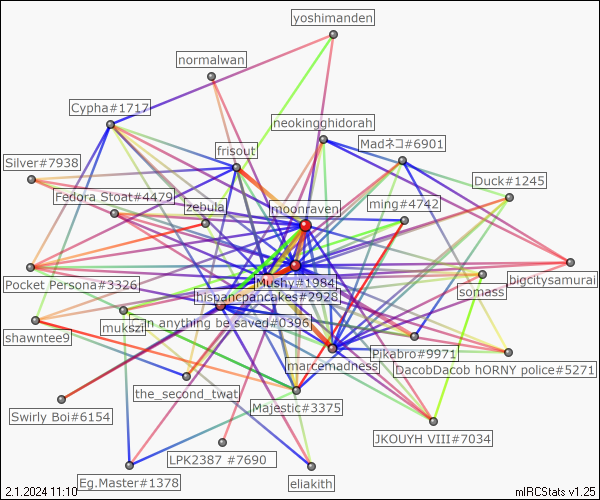 yoshimanden
normalwan
Cypha#1717
neokingghidorah
Madネコ#6901
frisout
Silver#7938
Duck#1245
Fedora Stoat#4479
zebula
moonraven
ming#4742
Pocket Persona#3326
Mushy#1984
bigcitysamurai
somass
hispancpancakes#2928
mukszi
can anything be saved#0396
shawntee9
Pikabro#9971
marcemadness
DacobDacob hORNY police#5271
the_second_twat
Majestic#3375
Swirly Boi#6154
JKOUYH VIII#7034
LPK2387 #7690
Eg.Master#1378
eliakith
2.1.2024 11:10
mIRCStats v1.25